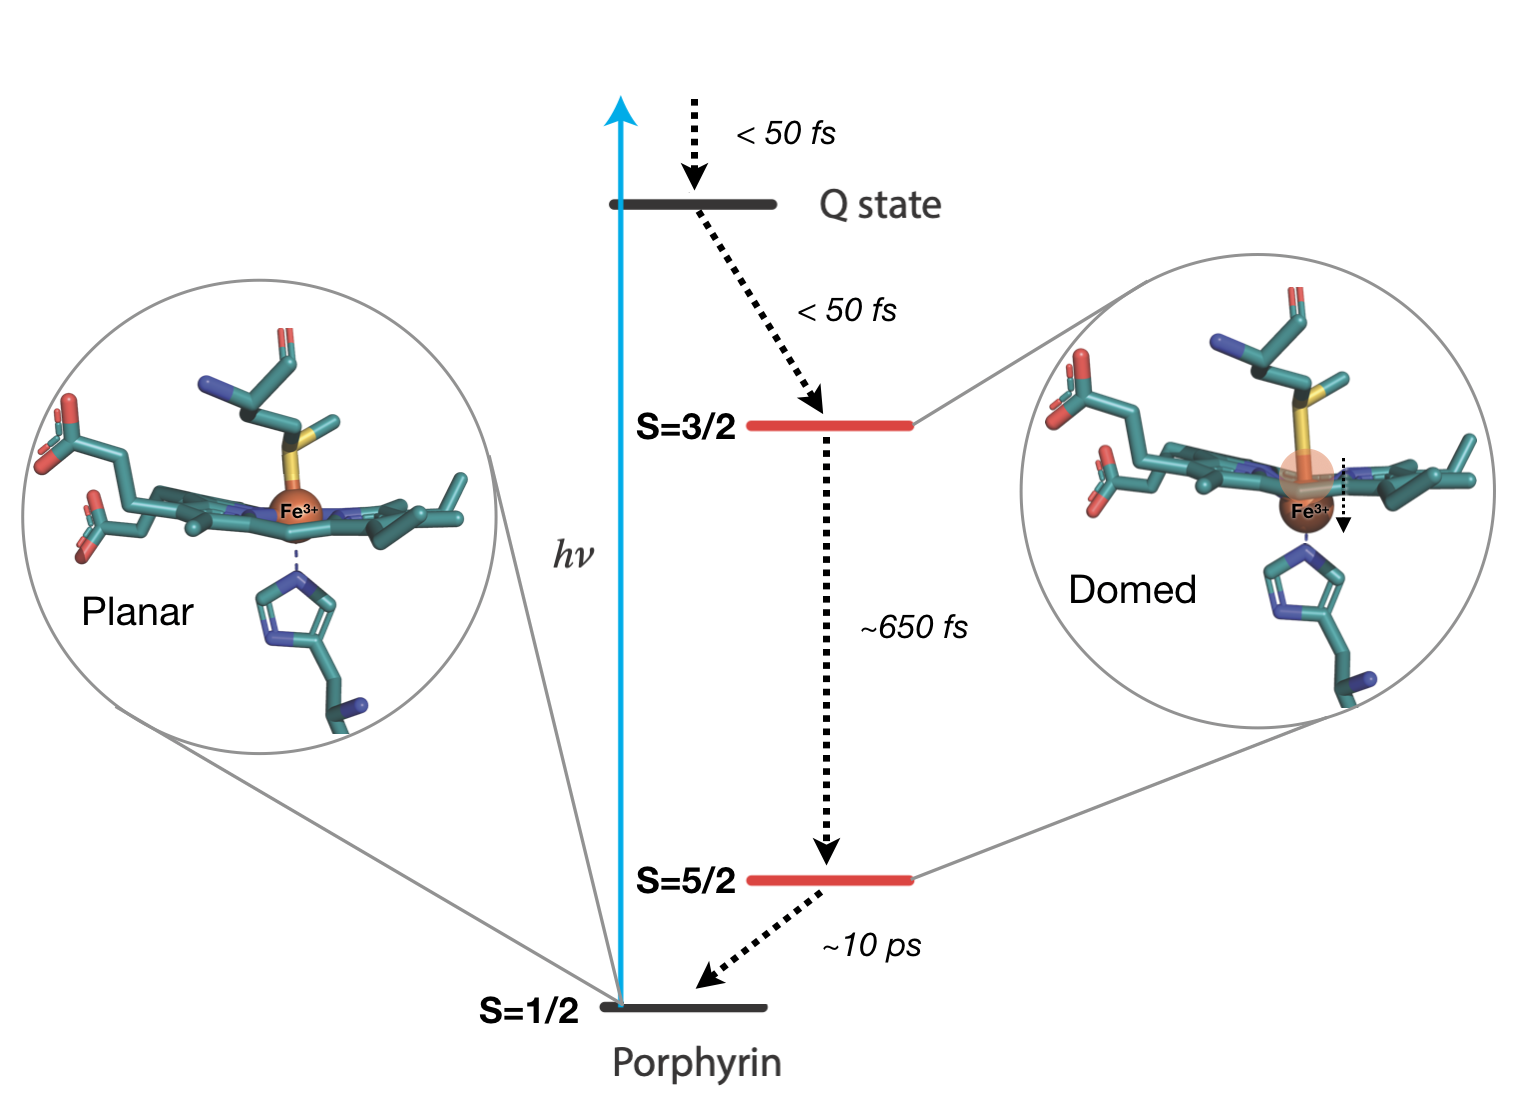 < 50 fs
Q state
< 50 fs
S=3/2
Fe³⁺
Planar
hν
Fe³⁺
Domed
~650 fs
S=5/2
~10 ps
S=1/2
Porphyrin